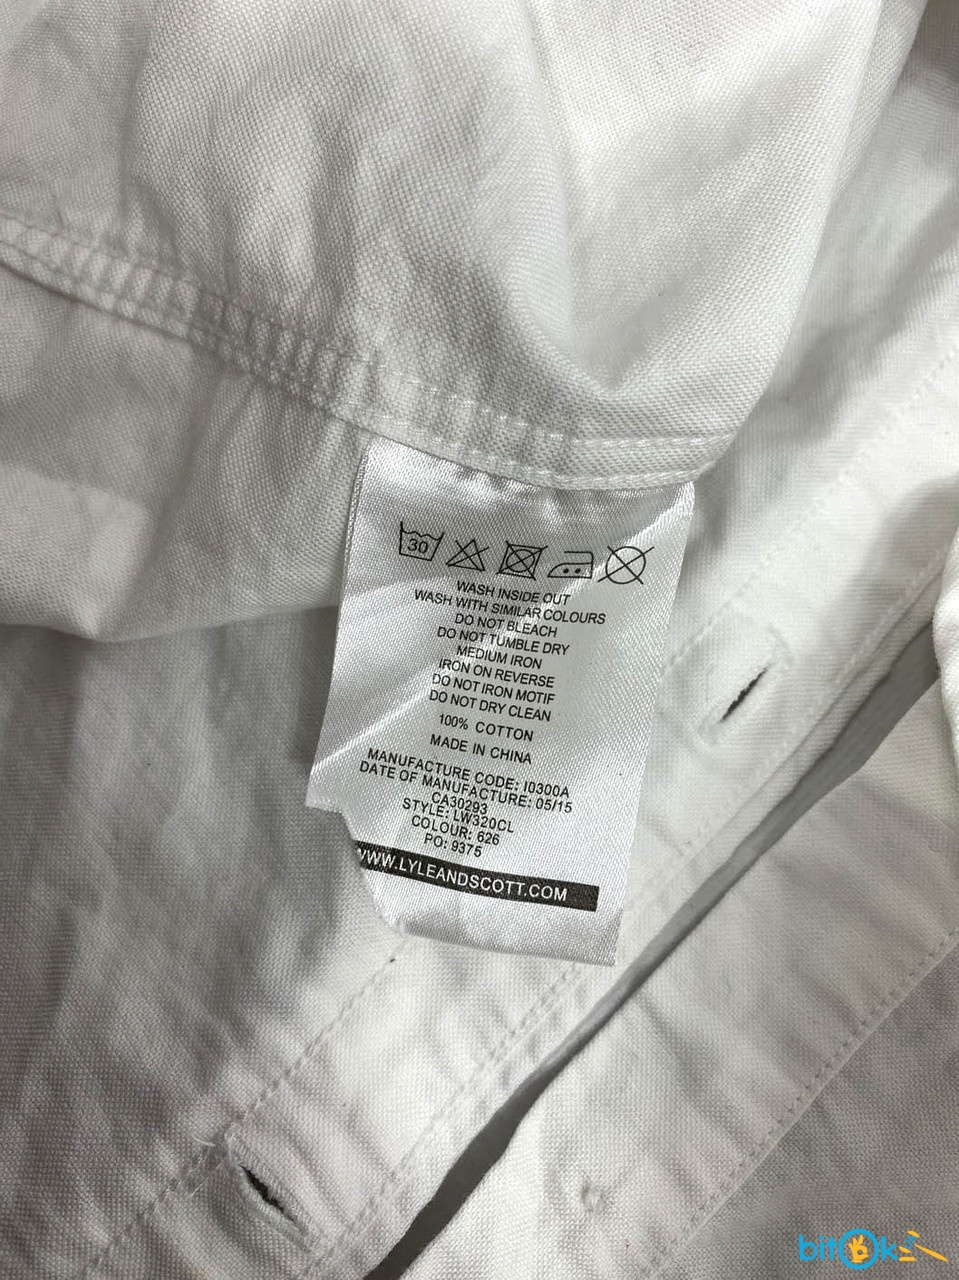 30
WASH INSIDE OUT
WASH WITH SIMILAR COLOURS
DO NOT BLEACH
DO NOT TUMBLE DRY
MEDIUM IRON
IRON ON REVERSE
DO NOT IRON MOTIF
DO NOT DRY CLEAN
100% COTTON
MADE IN CHINA
MANUFACTURE CODE: I0300A
DATE OF MANUFACTURE: 05/15
CA30293
STYLE: LW320CL
COLOUR: 626
PO: 9375
WWW.LYLEANDSCOTT.COM
bitOk